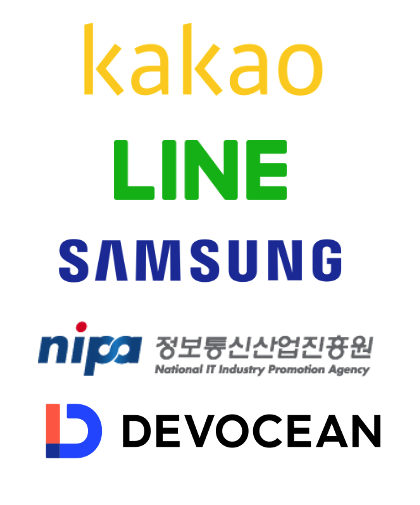 kakao
LINE
SAMSUNG
nipa 정보통신산업진흥원
National IT Industry Promotion Agency
DEVOCEAN